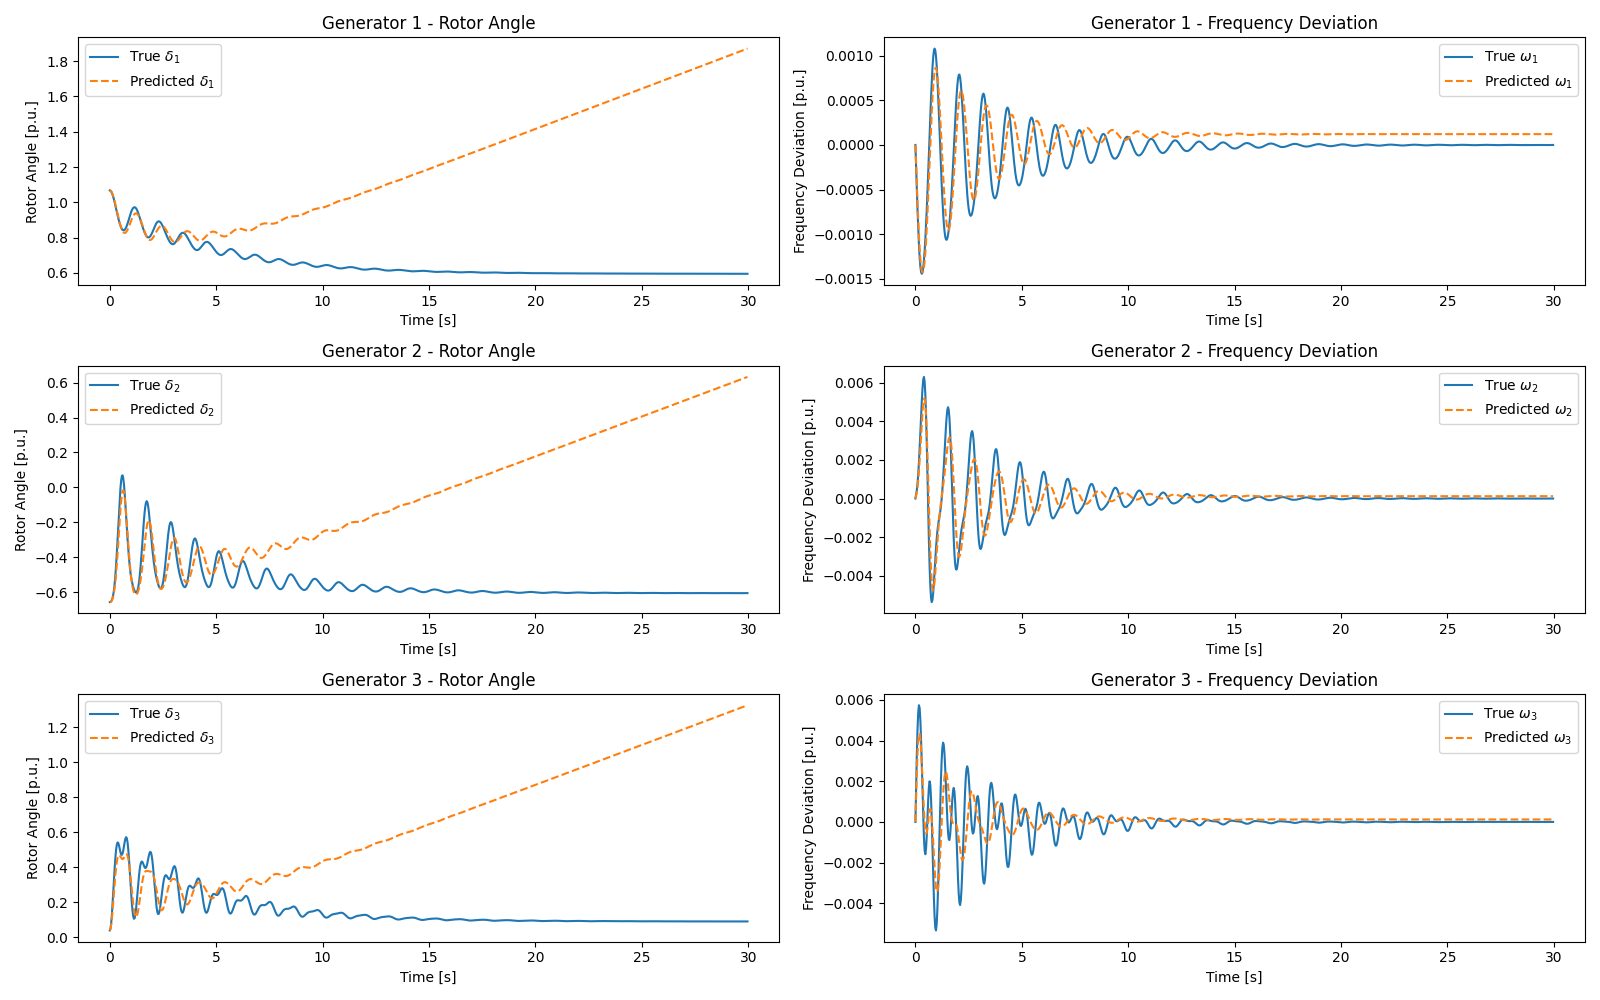 Generator 1 - Rotor Angle
True δ1
Predicted δ1
Rotor Angle [p.u.]
1.8
1.6
1.4
1.2
1.0
0.8
0.6
0 5 10 15 20 25 30
Time [s]
Generator 1 - Frequency Deviation
True ω1
Predicted ω1
Frequency Deviation [p.u.]
0.0010
0.0005
0.0000
−0.0005
−0.0010
−0.0015
0 5 10 15 20 25 30
Time [s]
Generator 2 - Rotor Angle
True δ2
Predicted δ2
Rotor Angle [p.u.]
0.6
0.4
0.2
0.0
−0.2
−0.4
−0.6
0 5 10 15 20 25 30
Time [s]
Generator 2 - Frequency Deviation
True ω2
Predicted ω2
Frequency Deviation [p.u.]
0.006
0.004
0.002
0.000
−0.002
−0.004
0 5 10 15 20 25 30
Time [s]
Generator 3 - Rotor Angle
True δ3
Predicted δ3
Rotor Angle [p.u.]
1.2
1.0
0.8
0.6
0.4
0.2
0.0
0 5 10 15 20 25 30
Time [s]
Generator 3 - Frequency Deviation
True ω3
Predicted ω3
Frequency Deviation [p.u.]
0.006
0.004
0.002
0.000
−0.002
−0.004
0 5 10 15 20 25 30
Time [s]